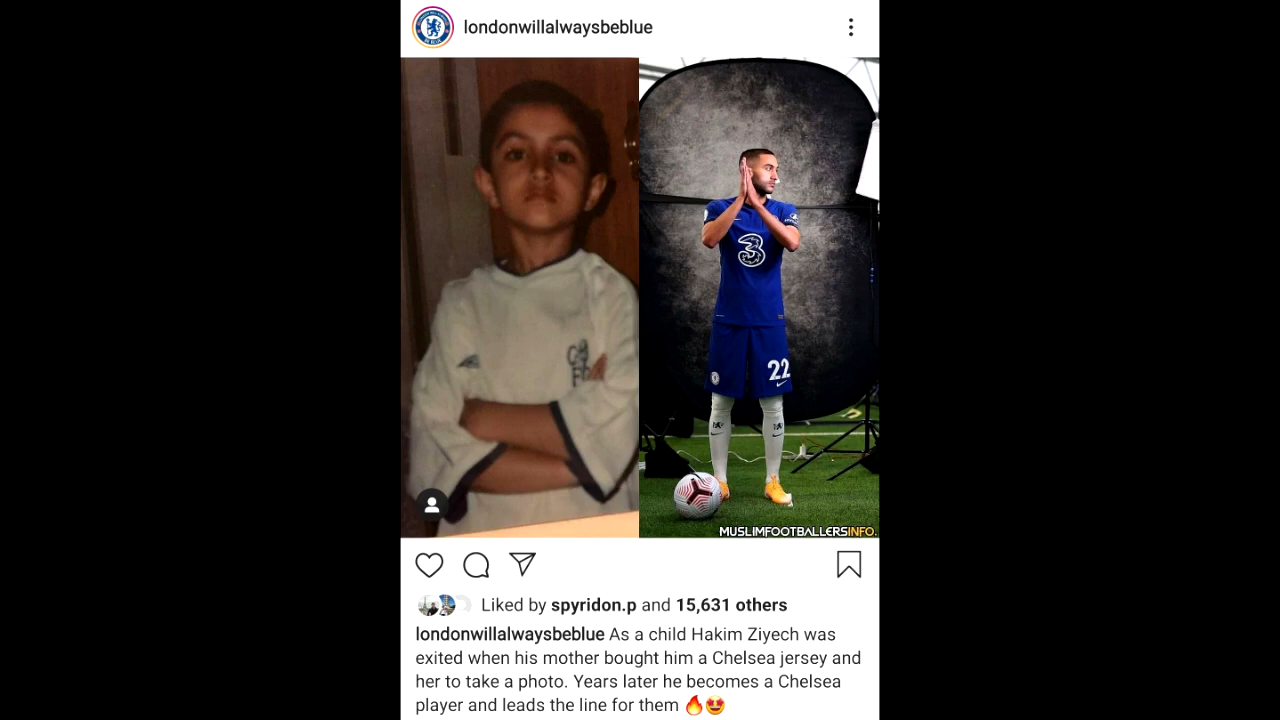 londonwillalwaysbeblue
3
22
MUSLIMFOOTBALLERSINFO.
Liked by spyridon.p and 15,631 others
londonwillalwaysbeblue As a child Hakim Ziyech was
exited when his mother bought him a Chelsea jersey and
her to take a photo. Years later he becomes a Chelsea
player and leads the line for them 🔥🤩